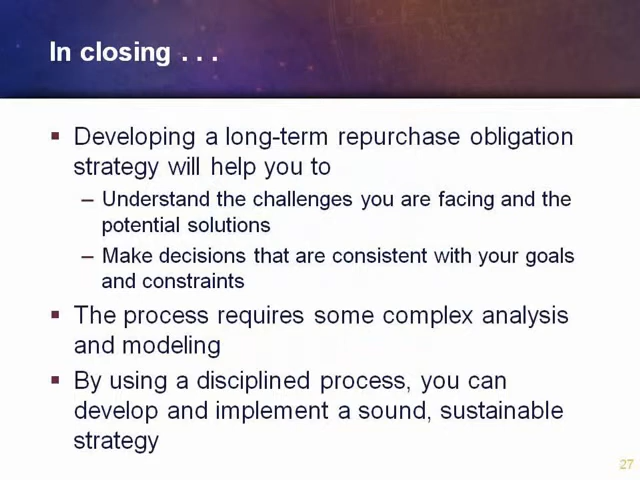 In closing . . .
▪ Developing a long-term repurchase obligation
strategy will help you to
– Understand the challenges you are facing and the
potential solutions
– Make decisions that are consistent with your goals
and constraints
▪ The process requires some complex analysis
and modeling
▪ By using a disciplined process, you can
develop and implement a sound, sustainable
strategy
27